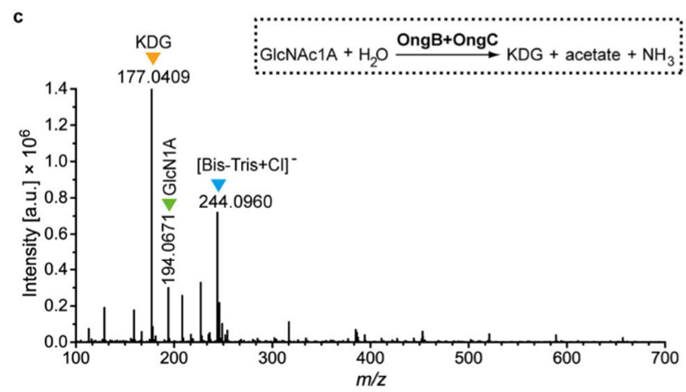 c
KDG
177.0409
194.0671 GlcN1A
[Bis-Tris+Cl]⁻
244.0960
OngB+OngC
GlcNAc1A + H₂O KDG + acetate + NH₃
Intensity [a.u.] × 10⁶
1.4
1.2
1.0
0.8
0.6
0.4
0.2
0.0
100 200 300 400 500 600 700
m/z